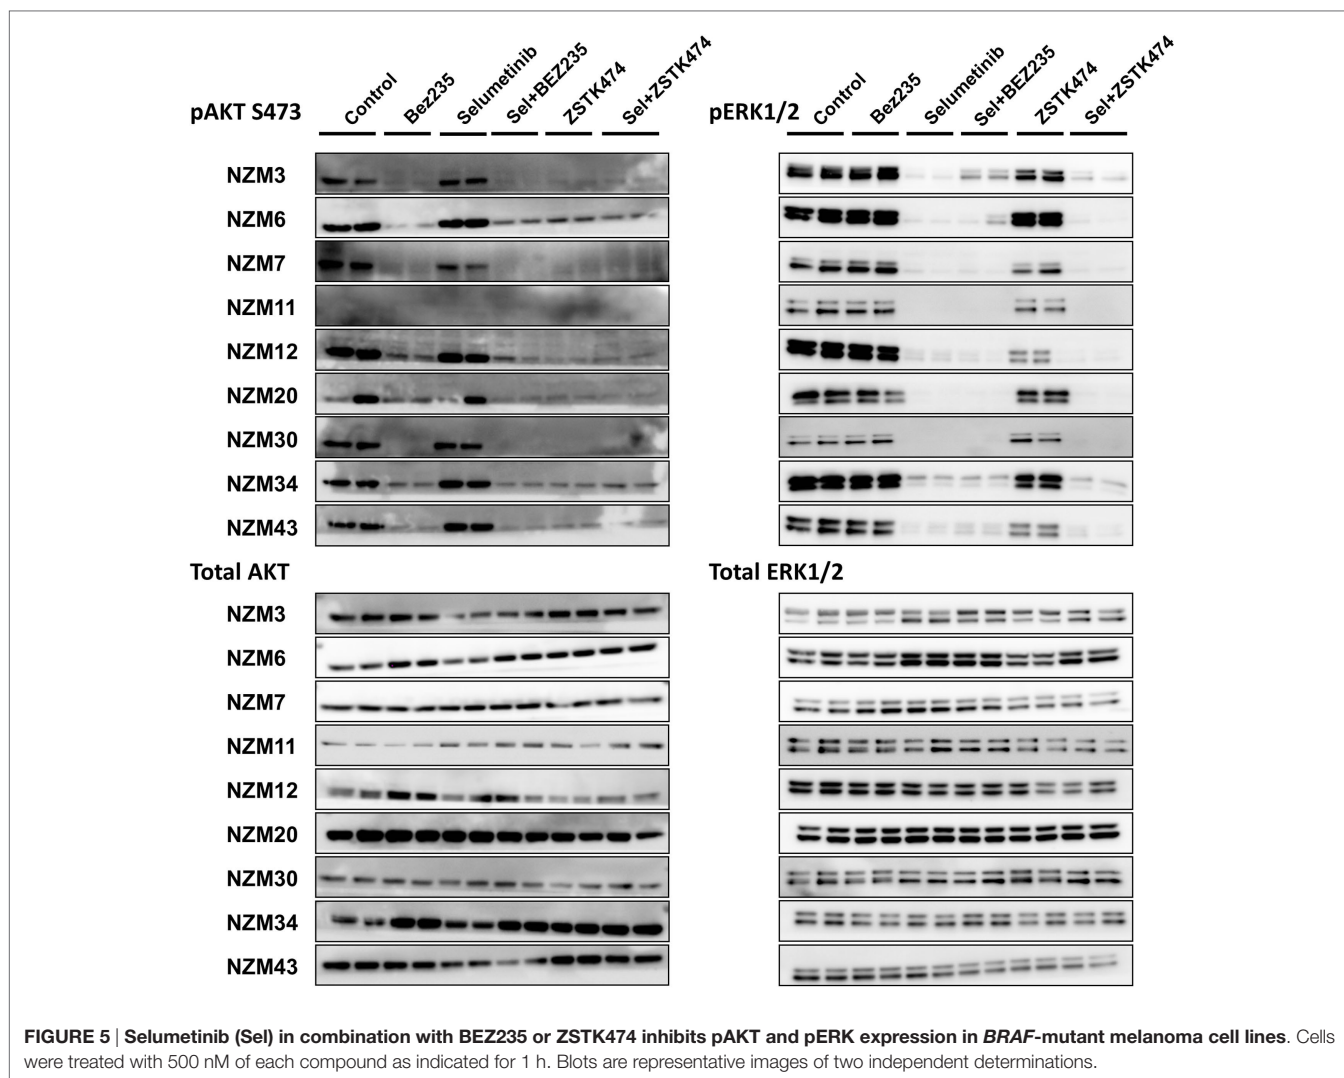 pAKT S473
Control
Bez235
Selumetinib
Sel+BEZ235
ZSTK474
Sel+ZSTK474
NZM3
NZM6
NZM7
NZM11
NZM12
NZM20
NZM30
NZM34
NZM43
pERK1/2
Control
Bez235
Selumetinib
Sel+BEZ235
ZSTK474
Sel+ZSTK474
Total AKT
NZM3
NZM6
NZM7
NZM11
NZM12
NZM20
NZM30
NZM34
NZM43
Total ERK1/2
FIGURE 5 | Selumetinib (Sel) in combination with BEZ235 or ZSTK474 inhibits pAKT and pERK expression in BRAF-mutant melanoma cell lines. Cells
were treated with 500 nM of each compound as indicated for 1 h. Blots are representative images of two independent determinations.